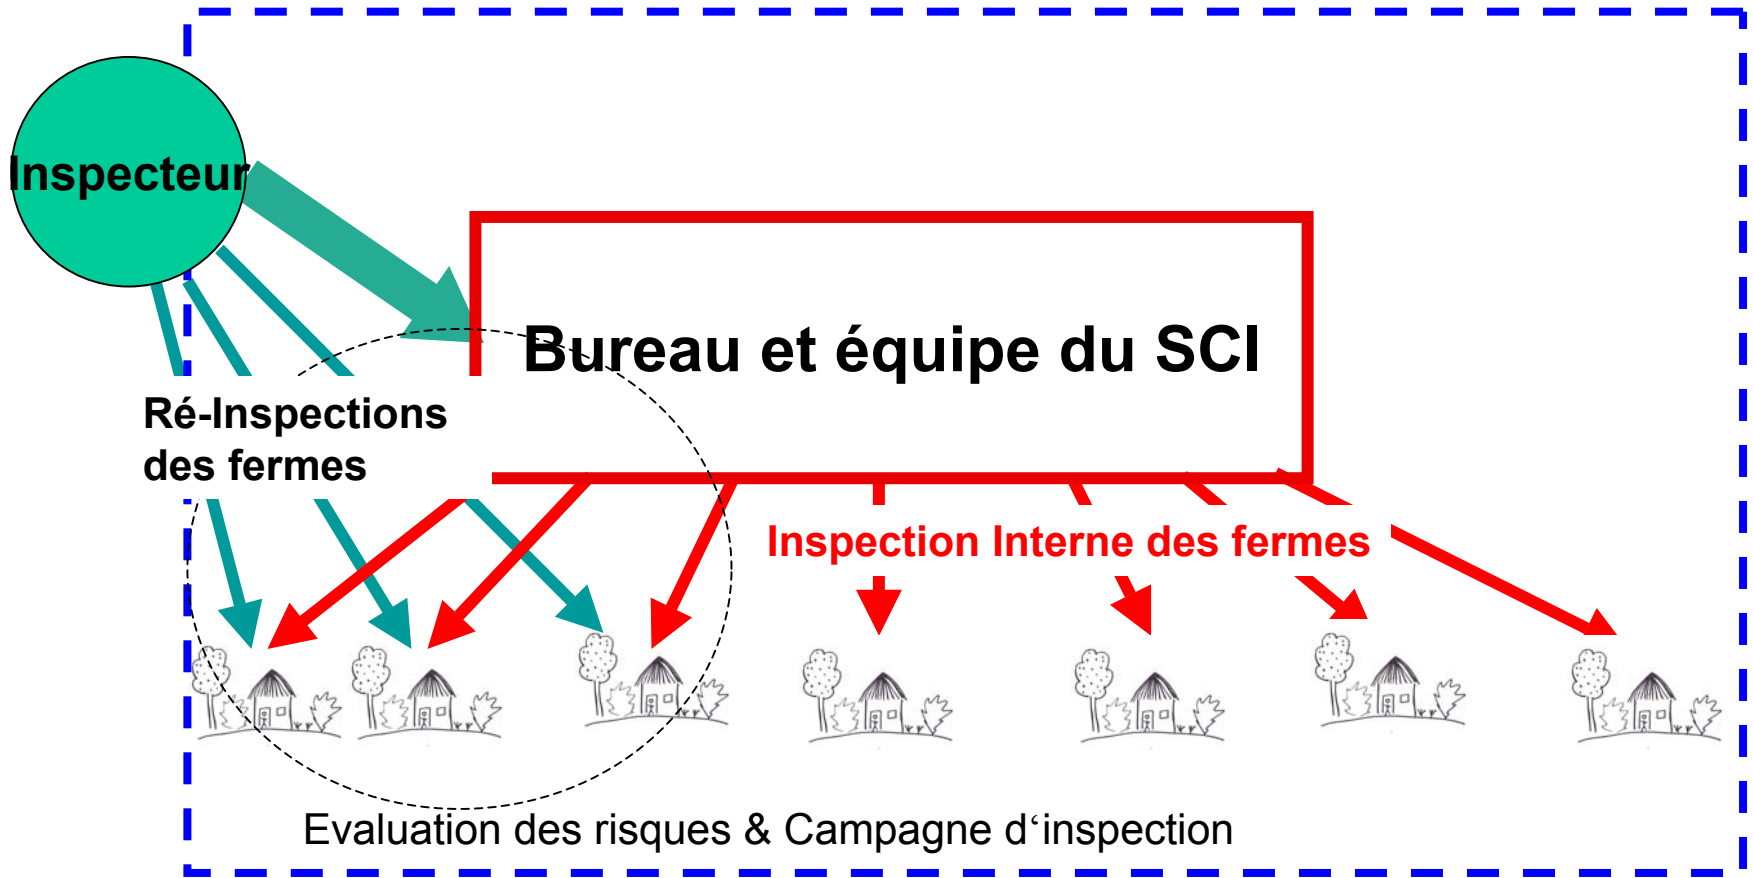 Inspecteur
Bureau et équipe du SCI
Ré-Inspections
des fermes
Inspection Interne des fermes
Evaluation des risques & Campagne d‘inspection